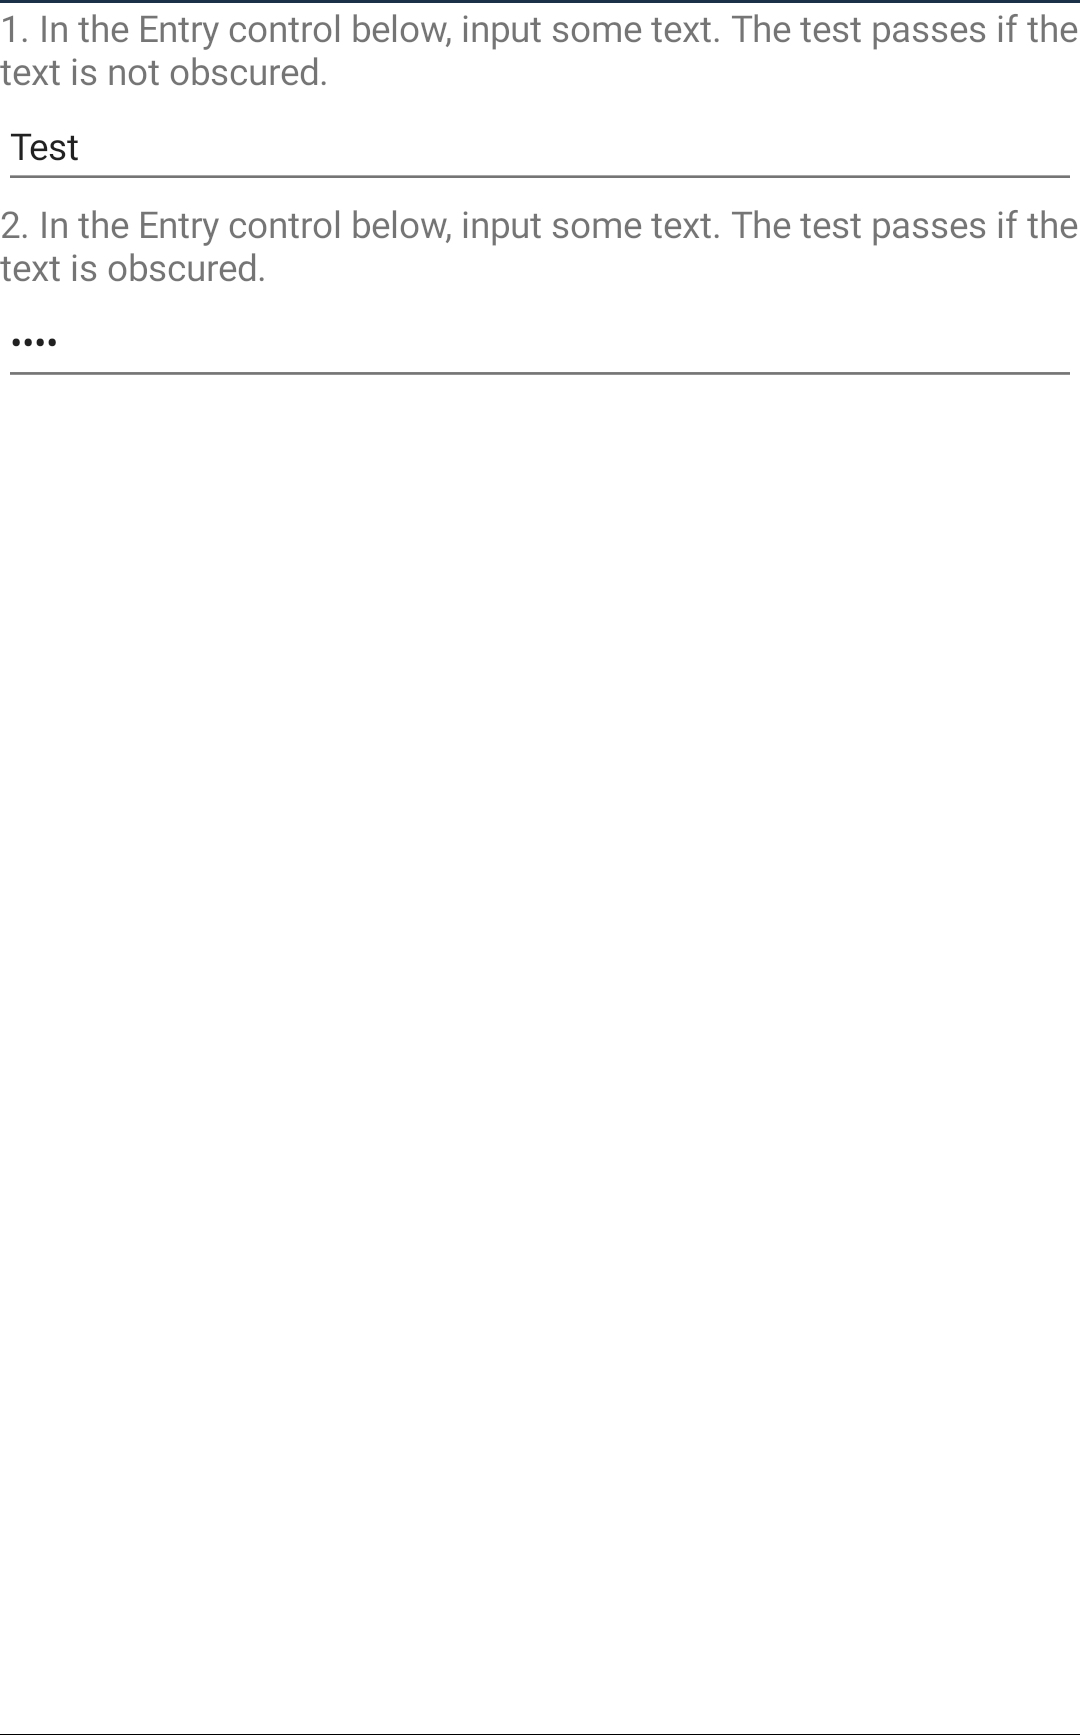 1. In the Entry control below, input some text. The test passes if the
text is not obscured.
Test
2. In the Entry control below, input some text. The test passes if the
text is obscured.
••••